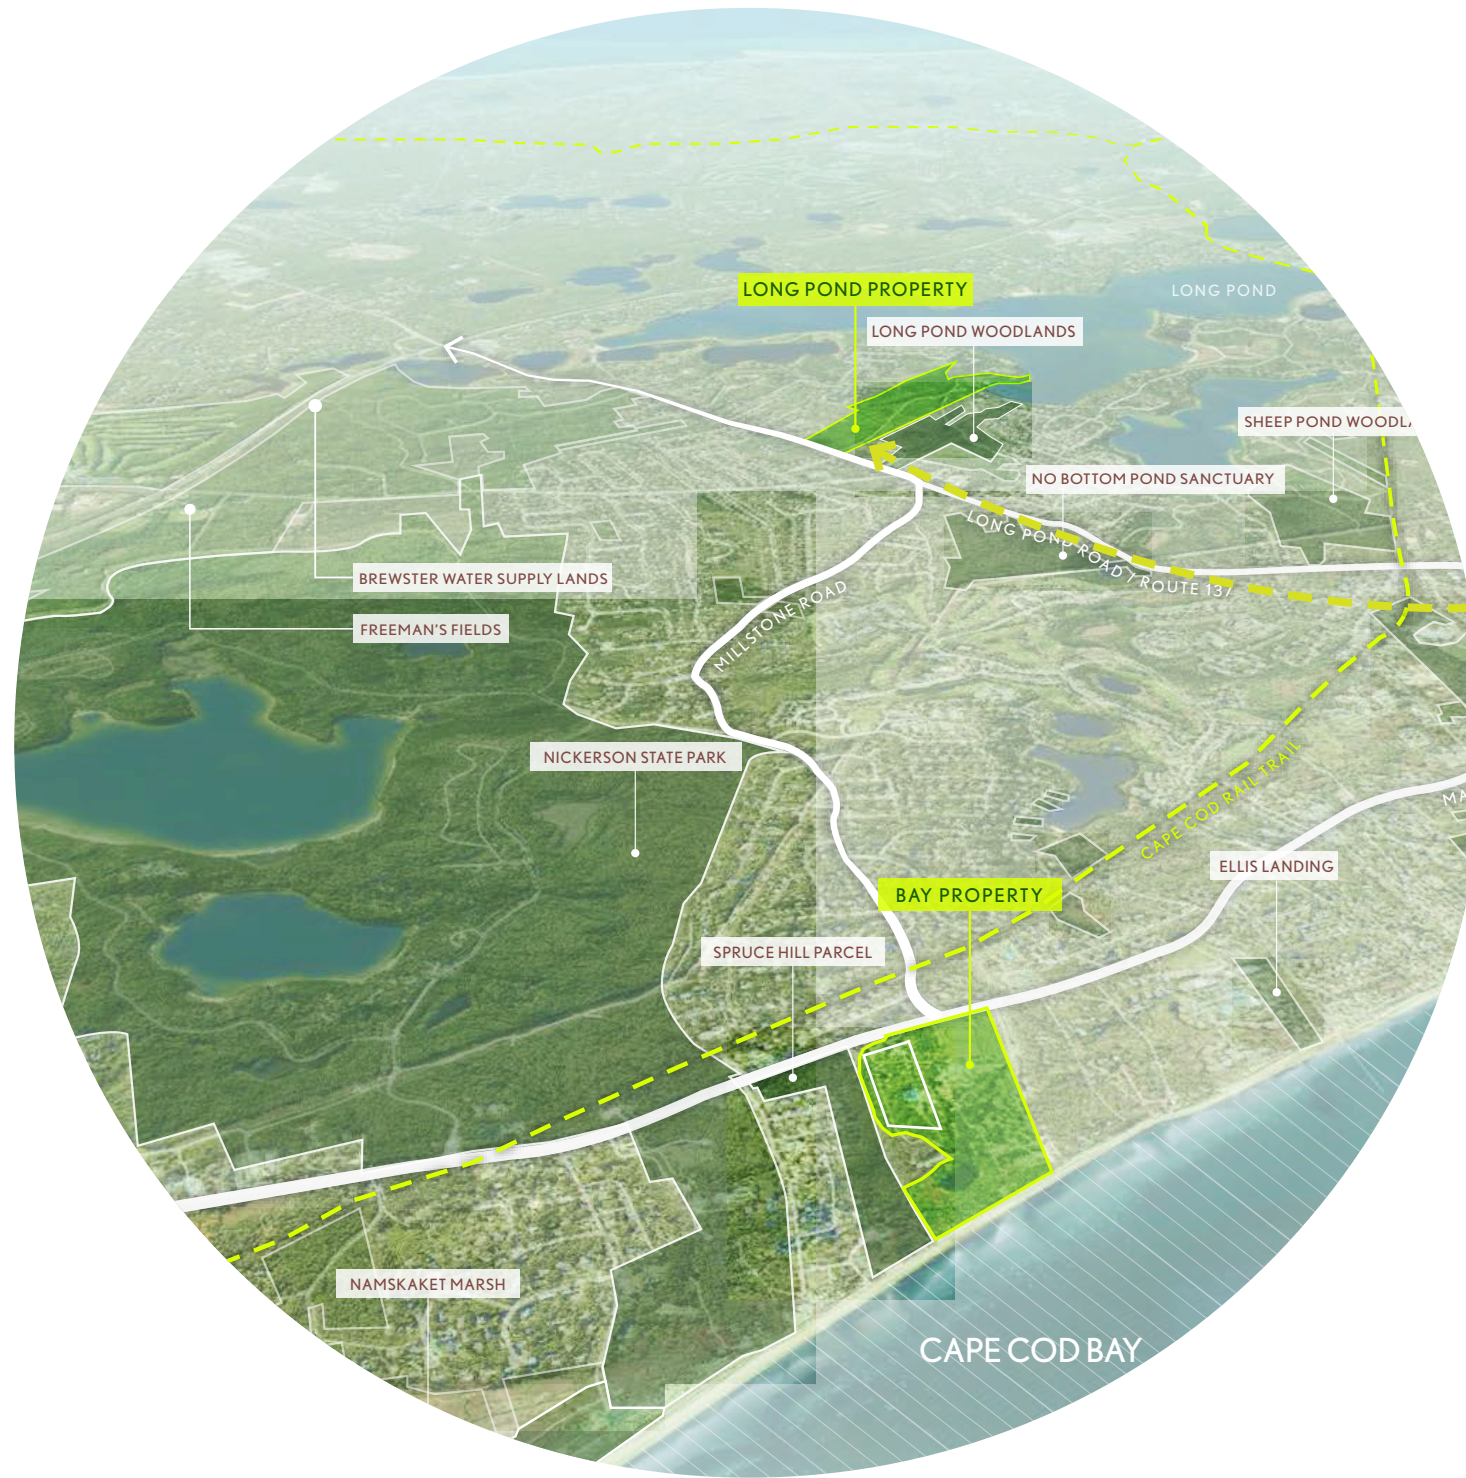 LONG POND PROPERTY
LONG POND
LONG POND WOODLANDS
SHEEP POND
NO BOTTOM POND SANCTUARY
LONG POND ROAD / ROUTE 137
BREWSTER WATER SUPPLY LANDS
MILLSTONE ROAD
FREEMAN'S FIELDS
NICKERSON STATE PARK
CAPE COD RAIL TRAIL
ELLIS LANDING
BAY PROPERTY
SPRUCE HILL PARCEL
NAMSKAKET MARSH
CAPE COD BAY